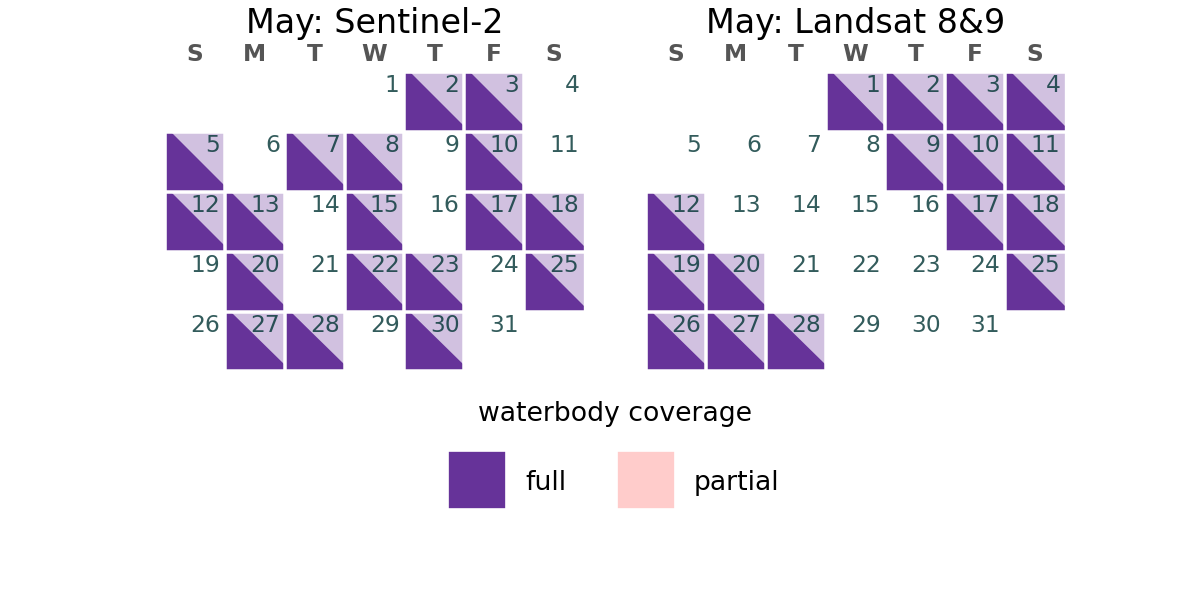 May: Sentinel-2
S M T W T F S
1 2 3 4
5 6 7 8 9 10 11
12 13 14 15 16 17 18
19 20 21 22 23 24 25
26 27 28 29 30 31
May: Landsat 8&9
S M T W T F S
1 2 3 4
5 6 7 8 9 10 11
12 13 14 15 16 17 18
19 20 21 22 23 24 25
26 27 28 29 30 31
waterbody coverage
full partial